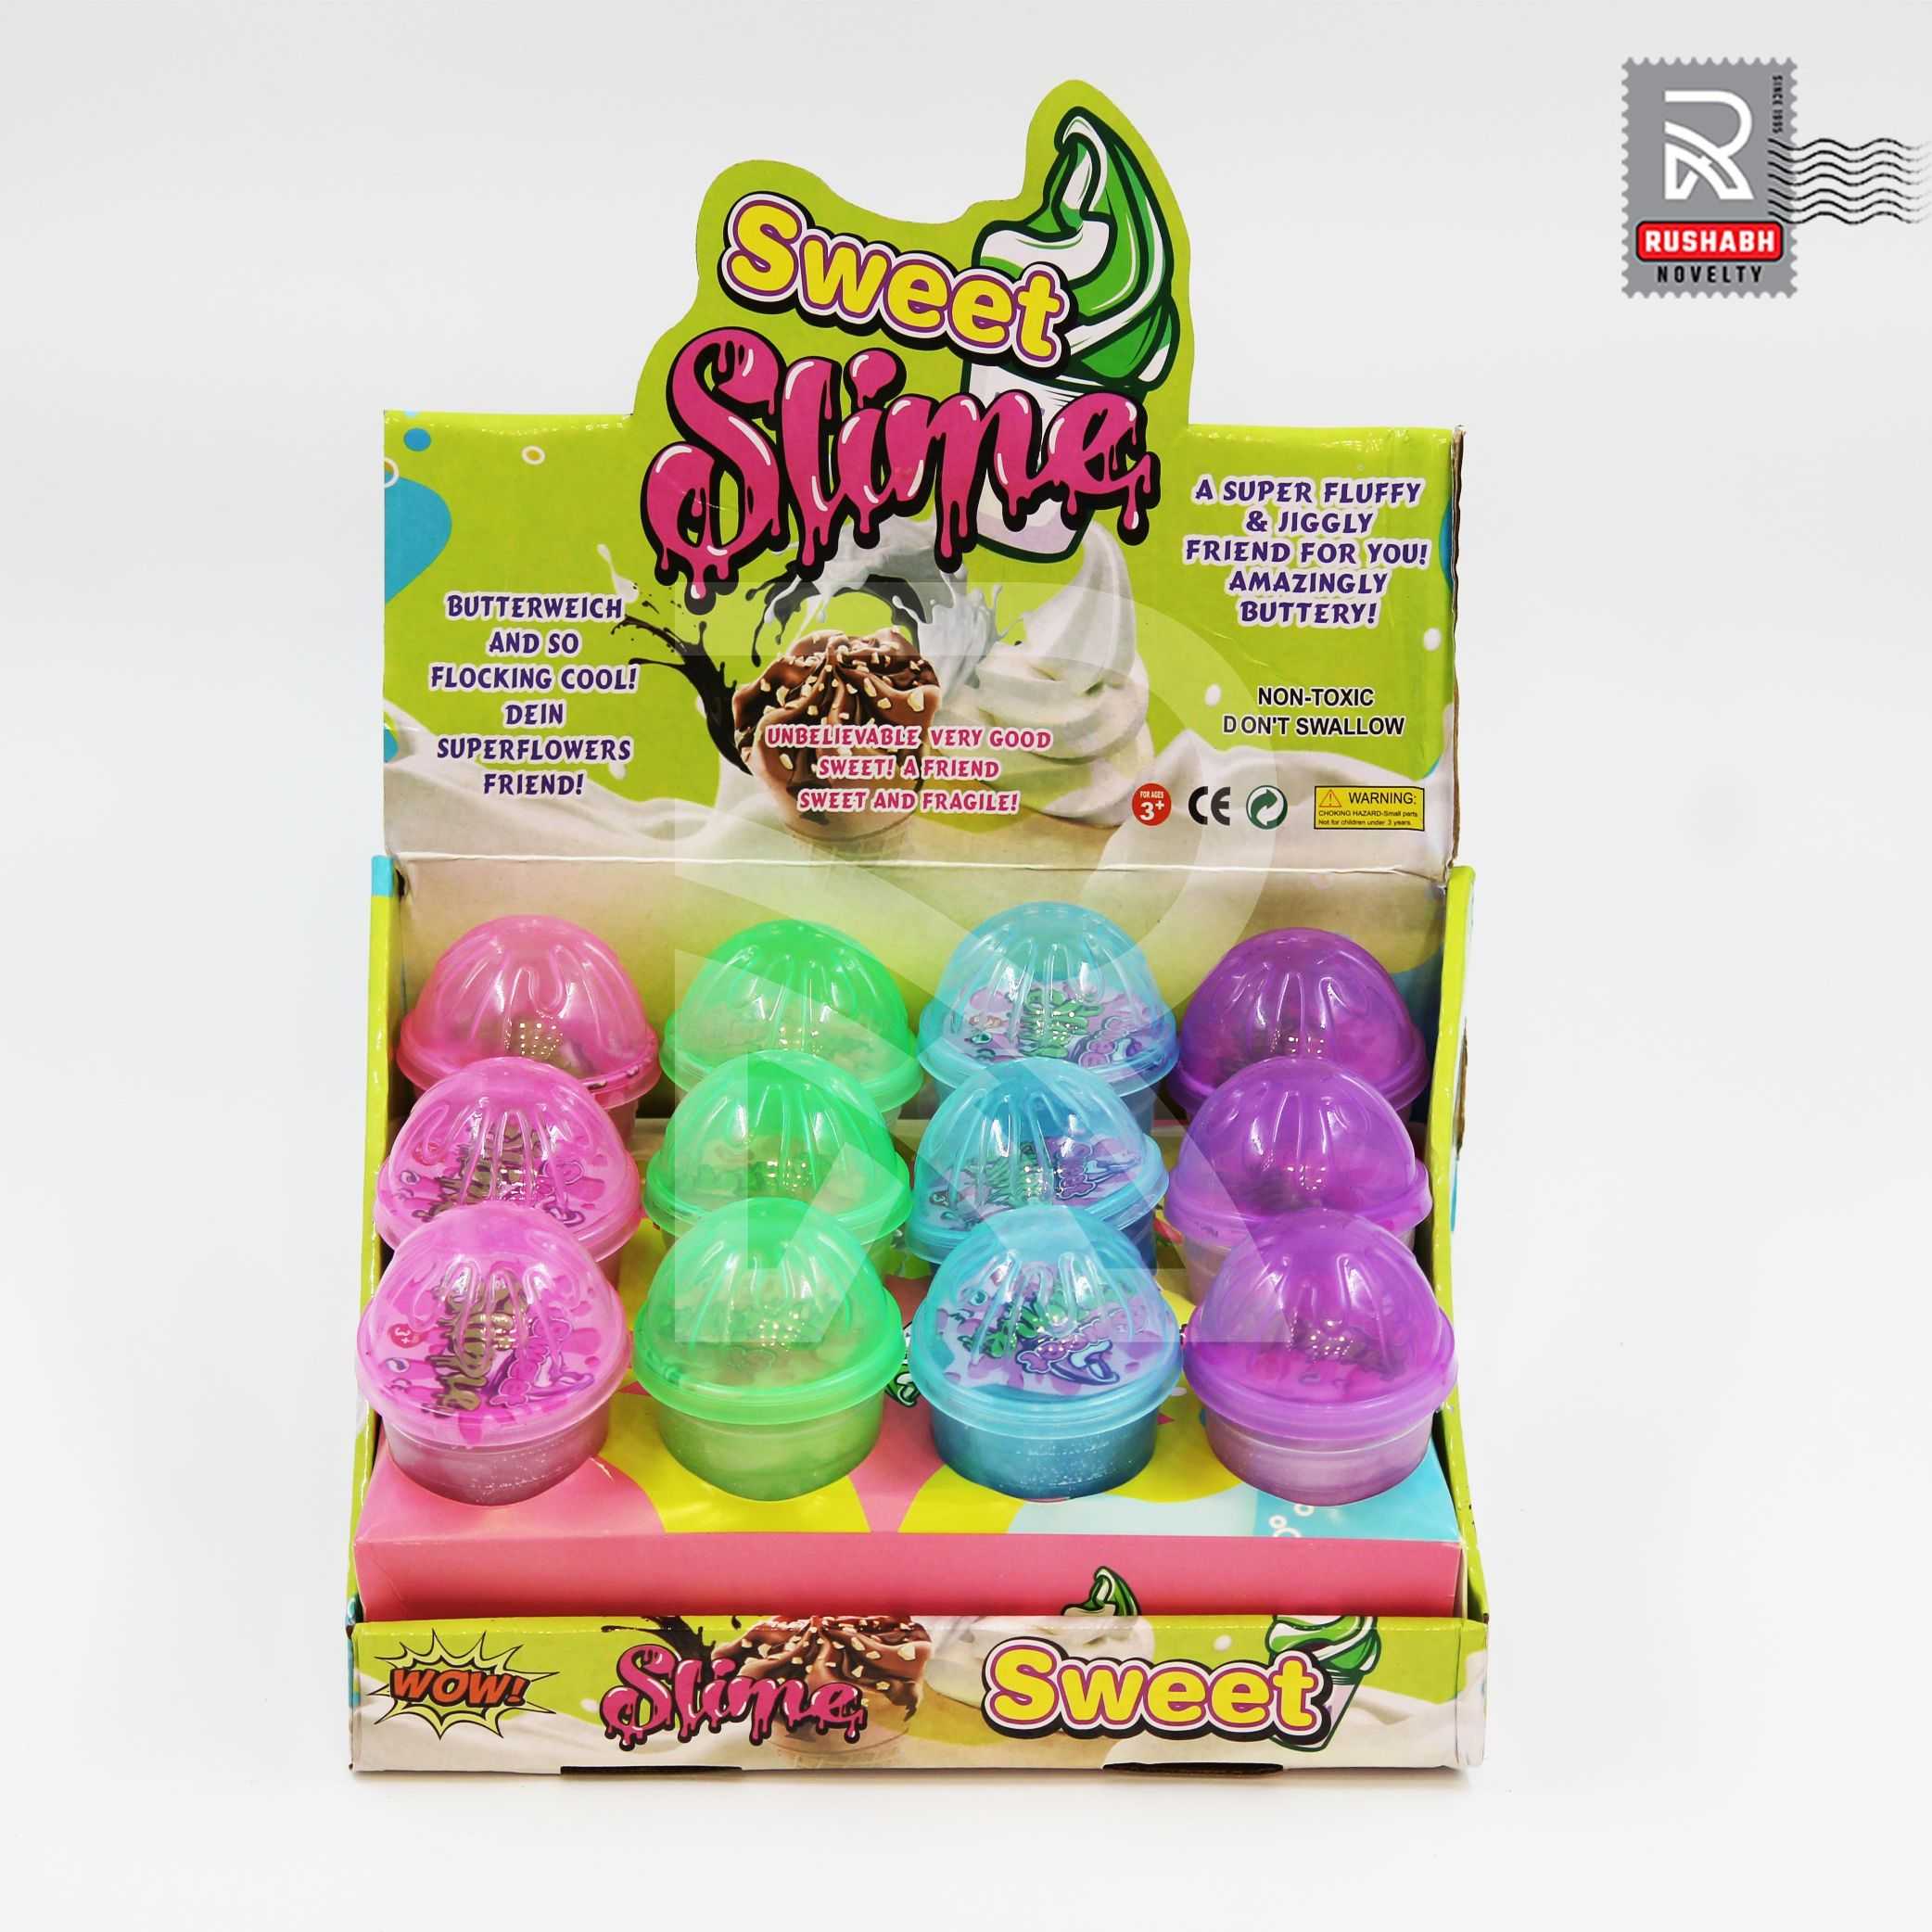 SINCE 1995
RUSHABH
NOVELTY
Sweet
Slime
A SUPER FLUFFY
& JIGGLY
FRIEND FOR YOU!
AMAZINGLY
BUTTERY!
BUTTERWEICH
AND SO
FLOCKING COOL!
DEIN
SUPERFLOWERS
FRIEND!
UNBELIEVABLE VERY GOOD
SWEET! A FRIEND
SWEET AND FRAGILE!
NON-TOXIC
DON'T SWALLOW
FOR AGES
3+
CE
WARNING:
CHOKING HAZARD-Small parts
Not for children under 3 years.
3+
WOW!
Slime
Sweet